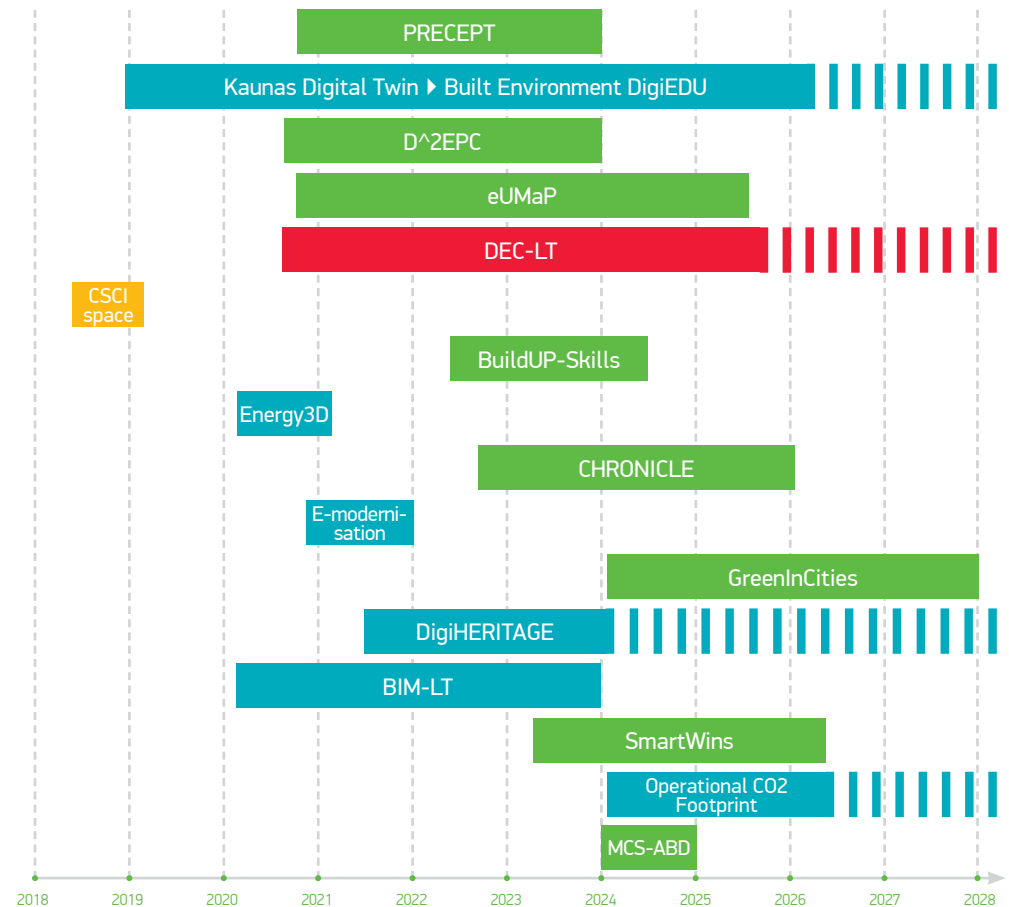 PRECEPT
Kaunas Digital Twin ▶ Built Environment DigiEDU
D^2EPC
eUMaP
DEC-LT
CSCI
space
BuildUP-Skills
Energy3D
CHRONICLE
E-moderni-
sation
GreenInCities
DigiHERITAGE
BIM-LT
SmartWins
Operational CO2
Footprint
MCS-ABD
2018 2019 2020 2021 2022 2023 2024 2025 2026 2027 2028